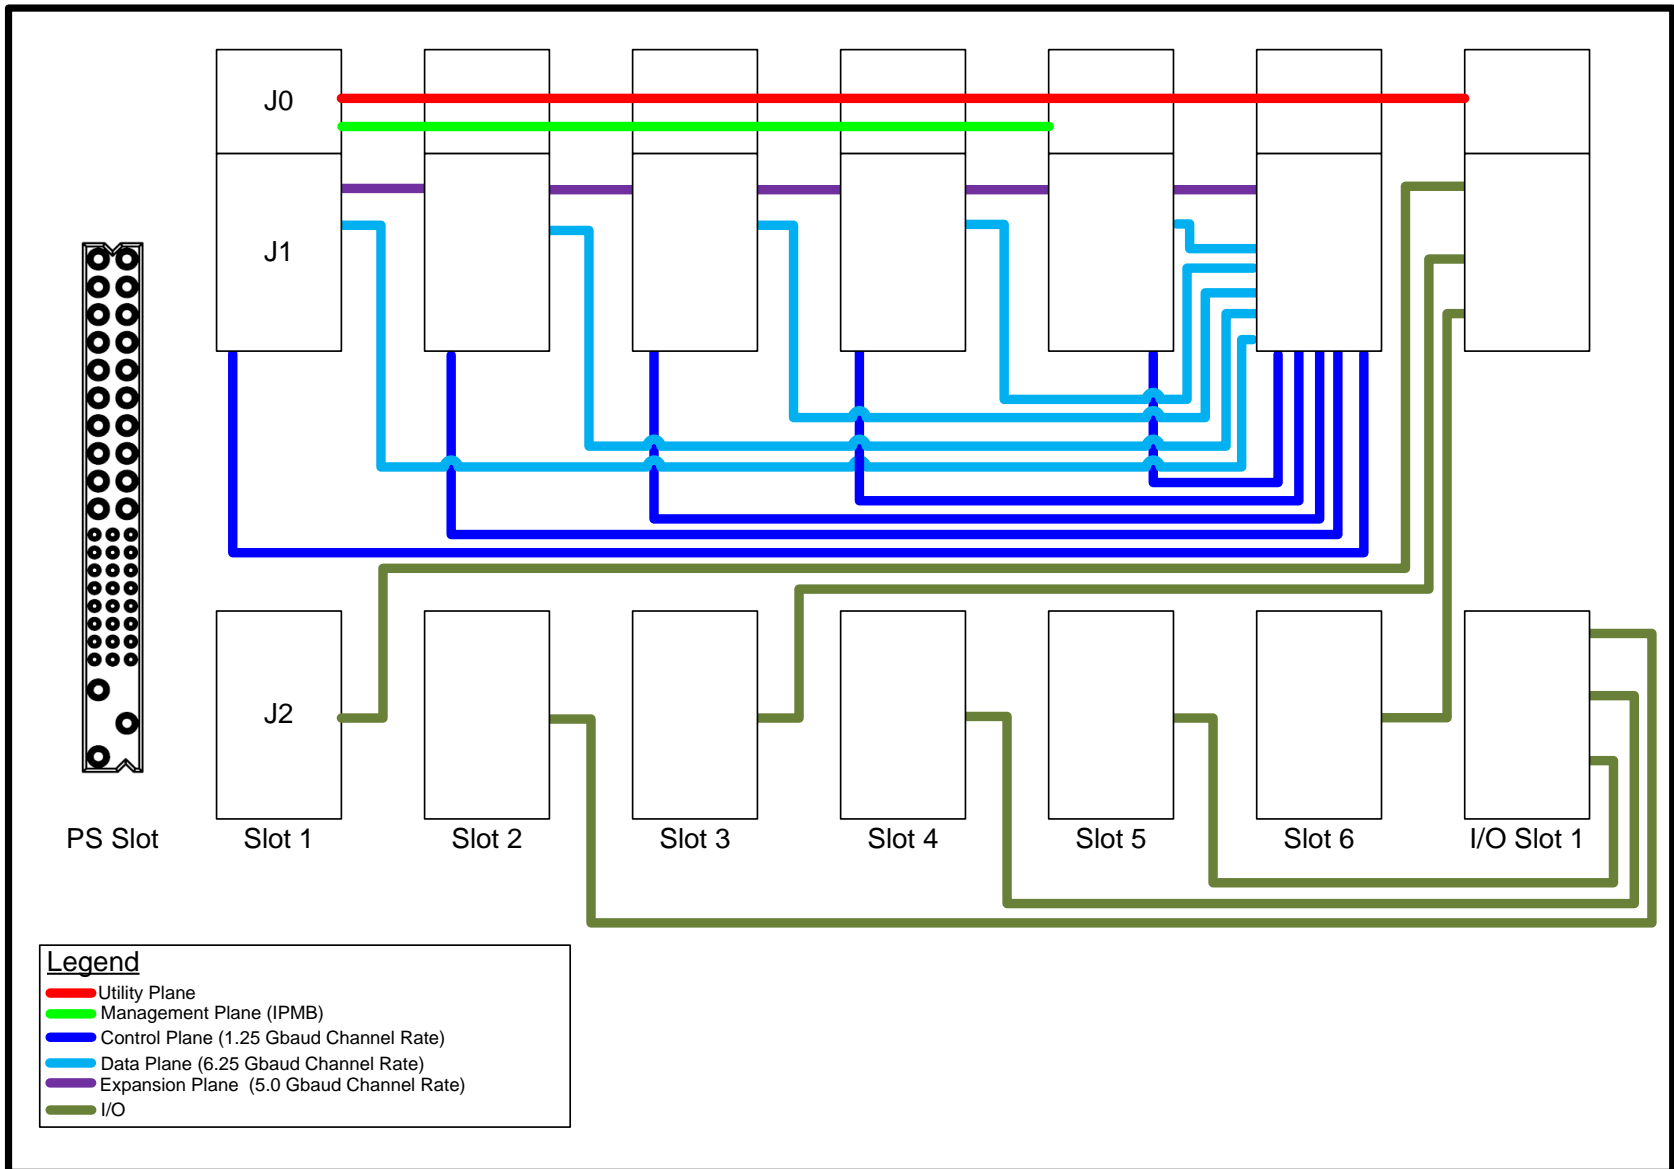 J0
J1
J2
PS Slot
Slot 1
Slot 2
Slot 3
Slot 4
Slot 5
Slot 6
I/O Slot 1
Legend
Utility Plane
Management Plane (IPMB)
Control Plane (1.25 Gbaud Channel Rate)
Data Plane (6.25 Gbaud Channel Rate)
Expansion Plane (5.0 Gbaud Channel Rate)
I/O